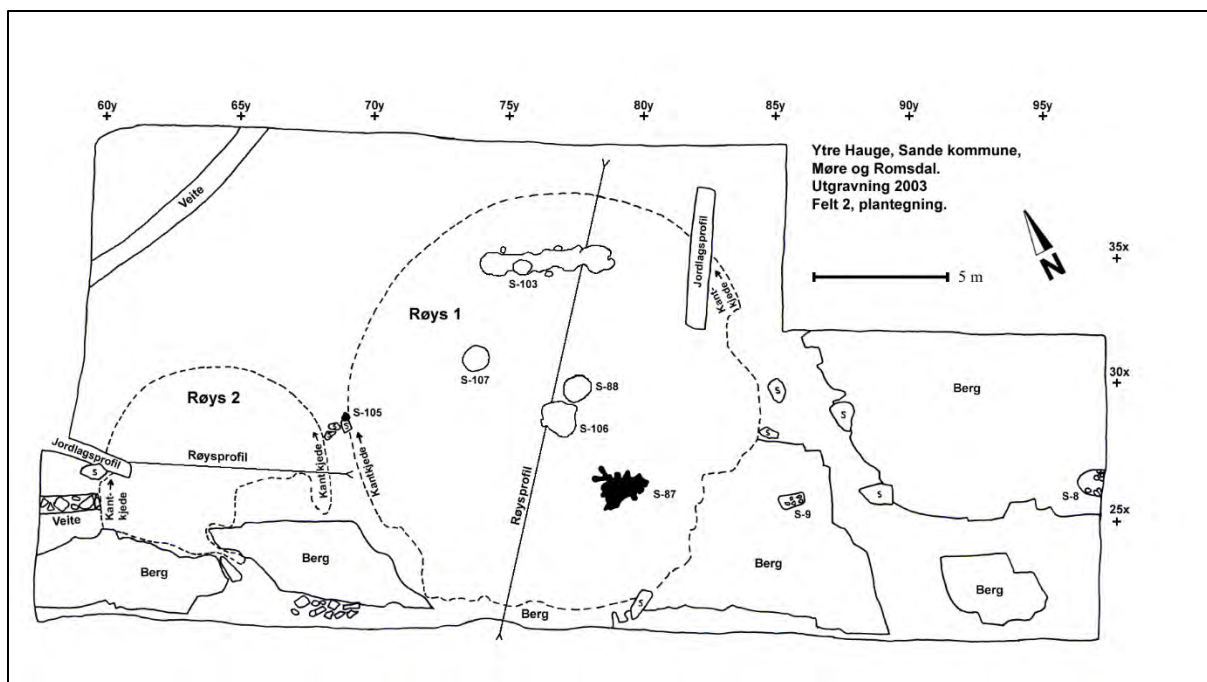 60y 65y 70y 75y 80y 85y 90y 95y
Ytre Hauge, Sande kommune,
Møre og Romsdal.
Utgravning 2003
Felt 2, plantegning.
N
5 m
35x
30x
25x
Veite
S-103
Jordlagsprofil
Kant-
kjede
Røys 1
S-107
S-88
S-106
Røys 2
S-105
S
S
Jordlagsprofil
Røysprofil
Kantkjede
Kantkjede
Røysprofil
S
Kant-
kjede
Veite
S-87
S
S
S
S
Berg
S-8
S-9
Berg
Berg
Berg
Berg
S
Berg